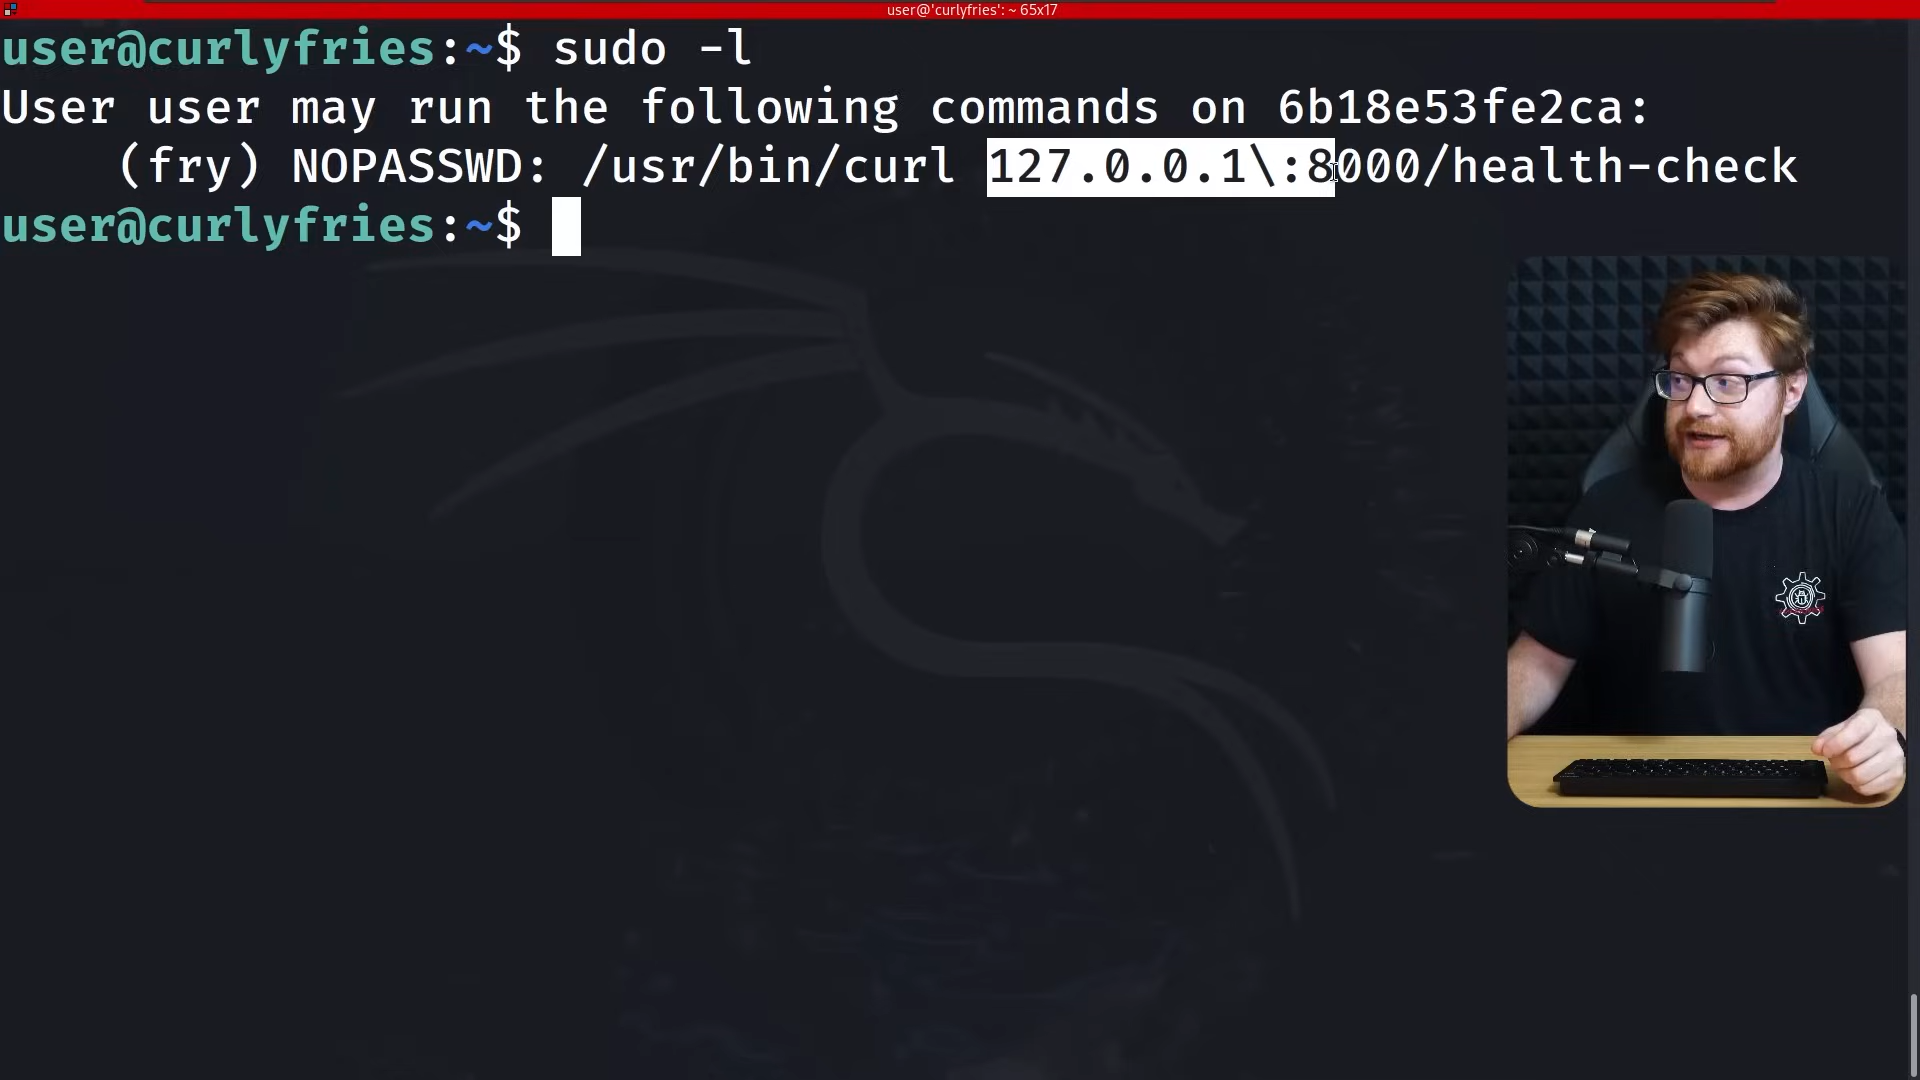 user@'curlyfries': ~ 65x17
user@curlyfries:~$ sudo -l
User user may run the following commands on 6b18e53fe2ca:
    (fry) NOPASSWD: /usr/bin/curl 127.0.0.1\:8000/health-check
user@curlyfries:~$